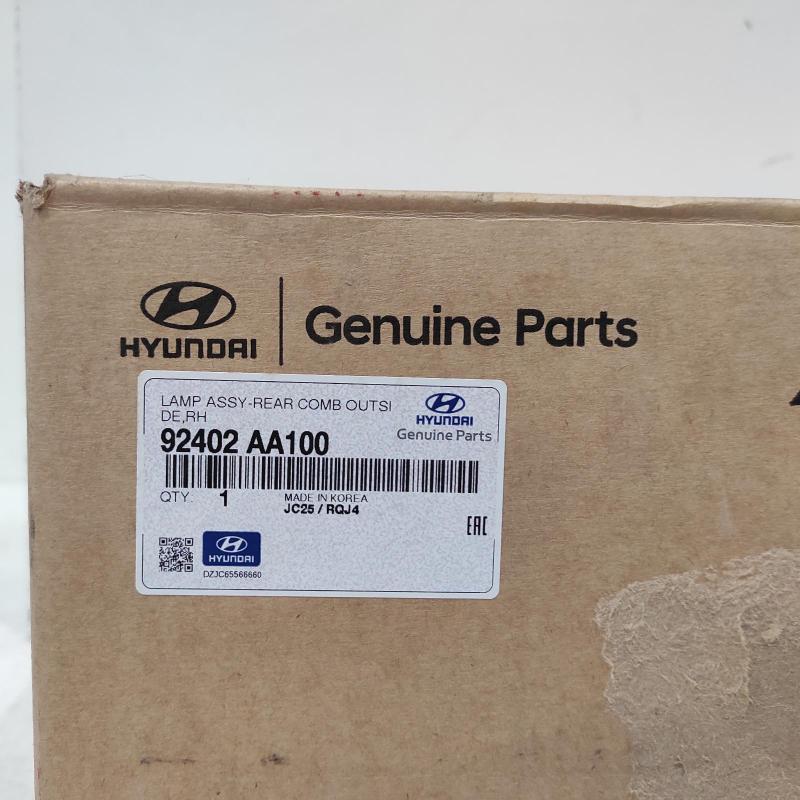 HYUNDAI
Genuine Parts
LAMP ASSY-REAR COMB OUTSI
DE,RH
92402 AA100
HYUNDAI
Genuine Parts
QTY. 1
MADE IN KOREA
JC25 / RQJ4
EAC
HYUNDAI
DZJC65566660